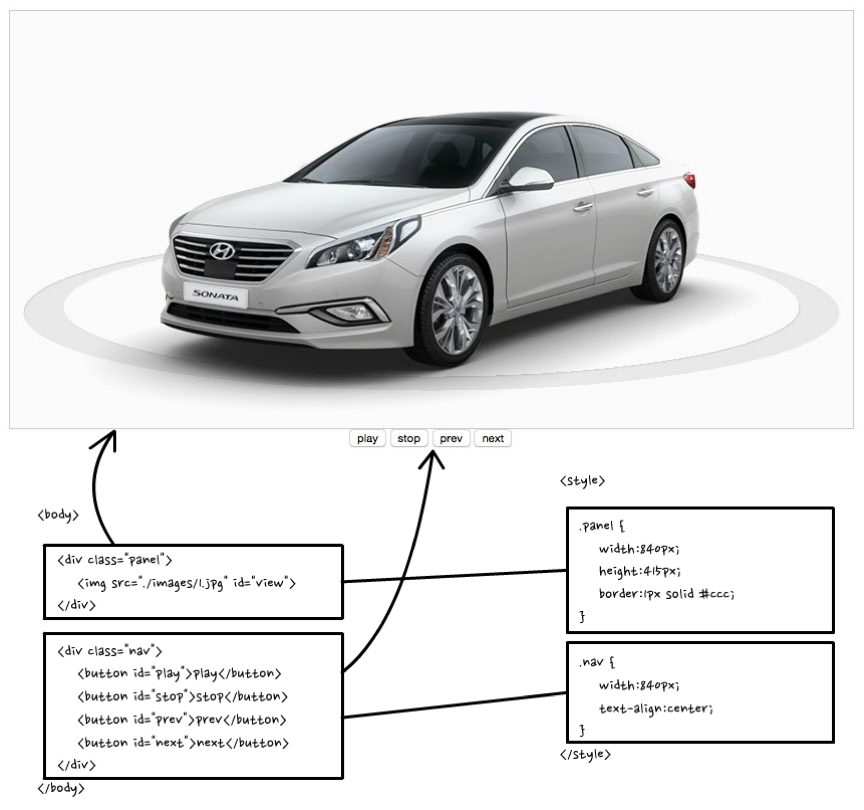 SONATA
play stop prev next
<body>
<div class="panel">
<img src="./images/1.jpg" id="view">
</div>
<div class="nav">
<button id="play">play</button>
<button id="stop">stop</button>
<button id="prev">prev</button>
<button id="next">next</button>
</div>
</body>
<style>
.panel {
width:840px;
height:415px;
border:1px solid #ccc;
}
.nav {
width:840px;
text-align:center;
}
</style>